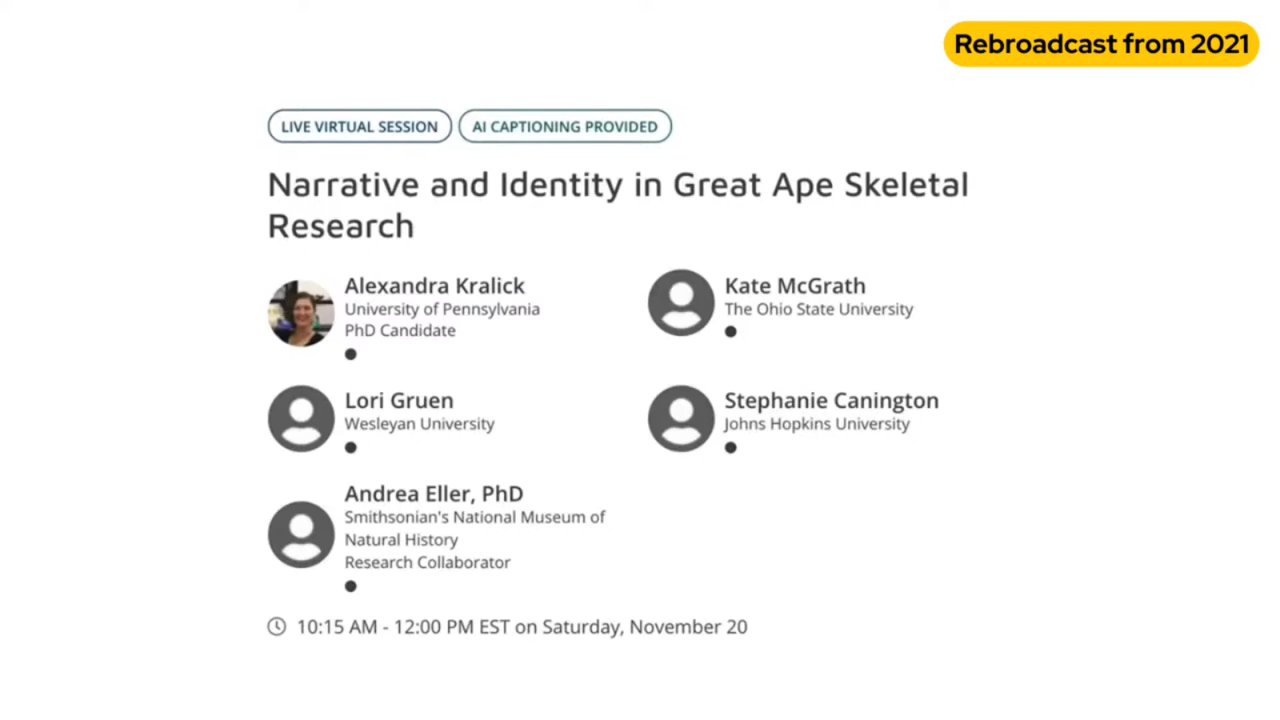 Rebroadcast from 2021
LIVE VIRTUAL SESSION
AI CAPTIONING PROVIDED
Narrative and Identity in Great Ape Skeletal
Research
Alexandra Kralick
University of Pennsylvania
PhD Candidate
Kate McGrath
The Ohio State University
Lori Gruen
Wesleyan University
Stephanie Canington
Johns Hopkins University
Andrea Eller, PhD
Smithsonian's National Museum of
Natural History
Research Collaborator
10:15 AM - 12:00 PM EST on Saturday, November 20